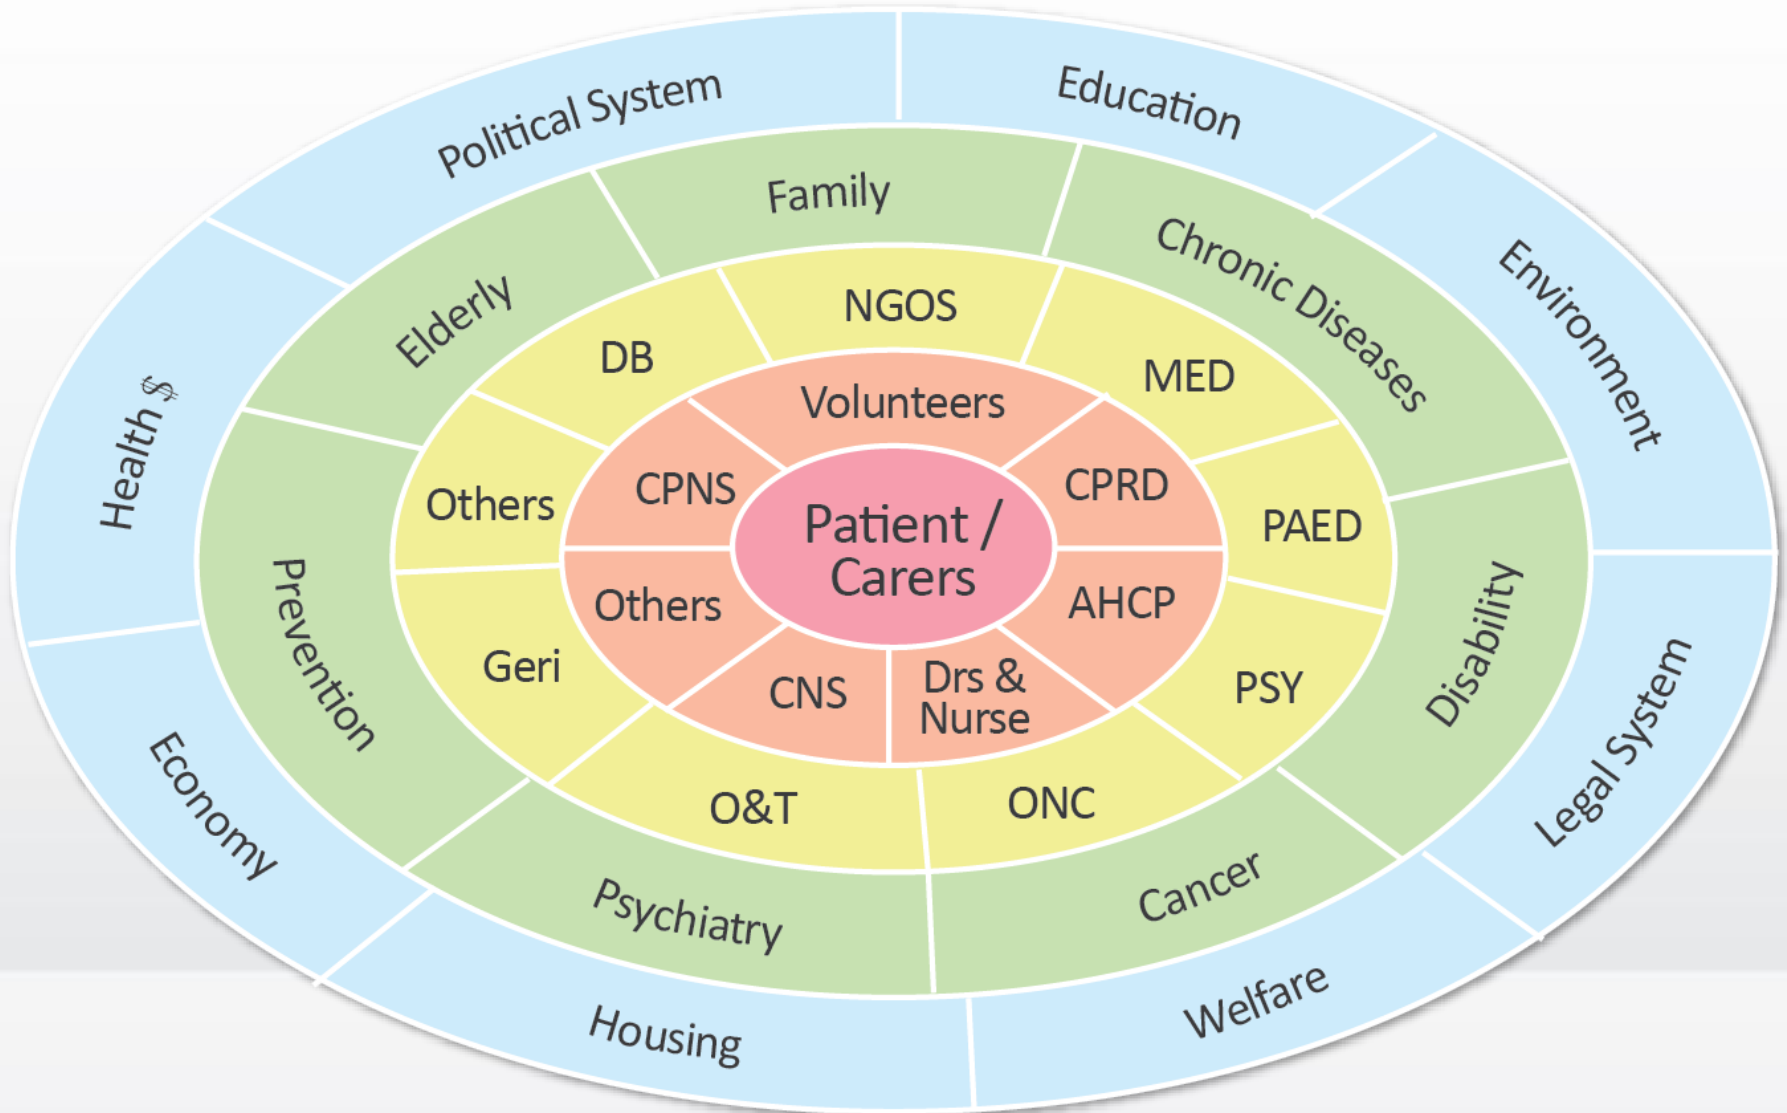 Political System
Education
Environment
Legal System
Welfare
Housing
Economy
Health $
Family
Chronic Diseases
Disability
Cancer
Psychiatry
Prevention
Elderly
NGOS
MED
PAED
PSY
ONC
O&T
Geri
Others
DB
Volunteers
CPRD
AHCP
Drs &
Nurse
CNS
Others
CPNS
Patient /
Carers